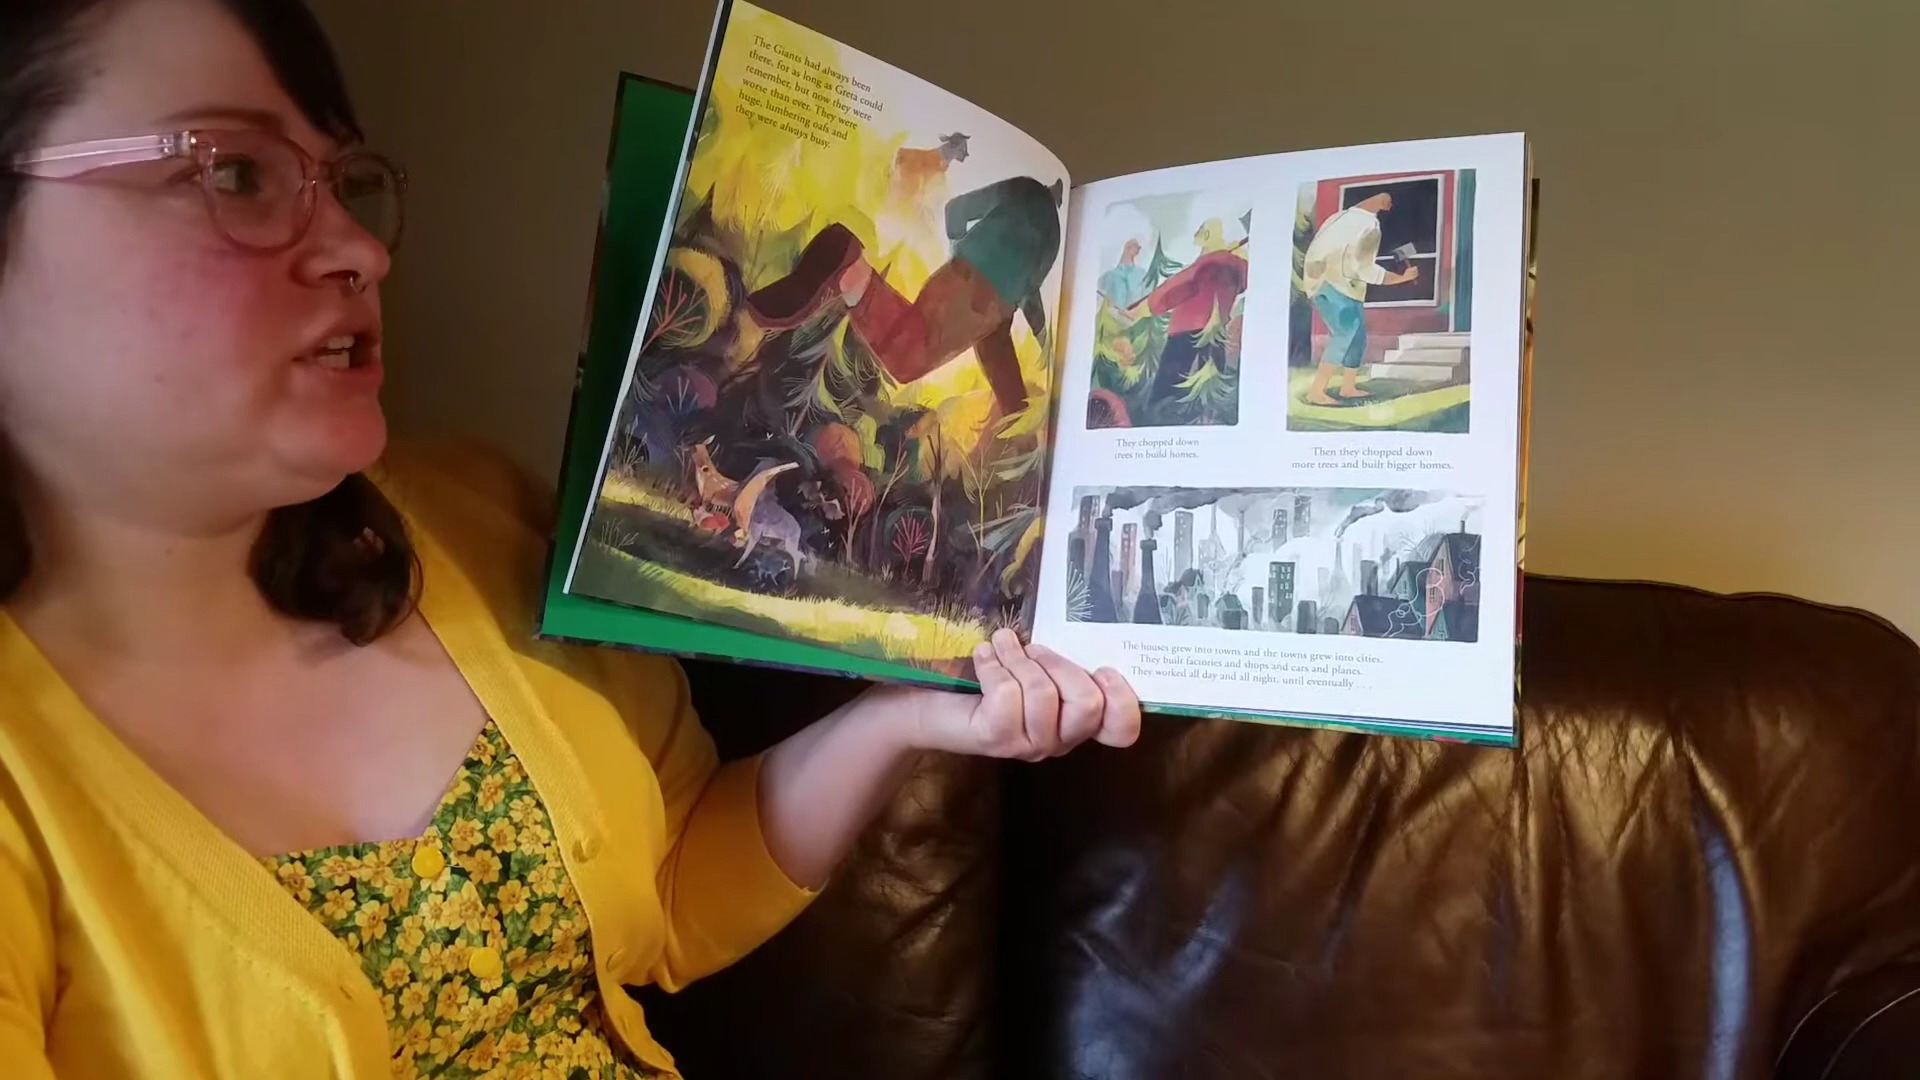 The Giants had always been
there, for as long as Greta could
remember, but now they were
worse than ever. They were
huge, lumbering oafs and
they were always busy.
They chopped down
trees to build homes.
Then they chopped down
more trees and built bigger homes.
The houses grew into towns and the towns grew into cities.
They built factories and shops and cars and planes.
They worked all day and all night, until eventually . . .